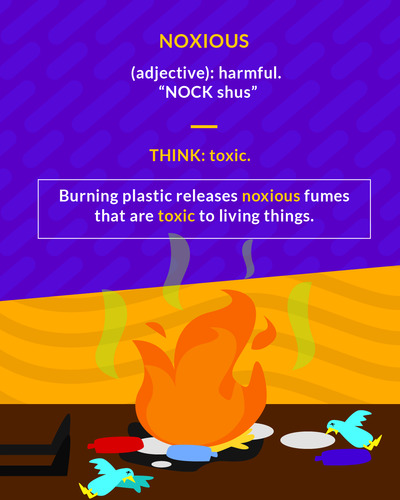 NOXIOUS
(adjective): harmful.
“NOCK shus”
THINK: toxic.
Burning plastic releases noxious fumes
that are toxic to living things.